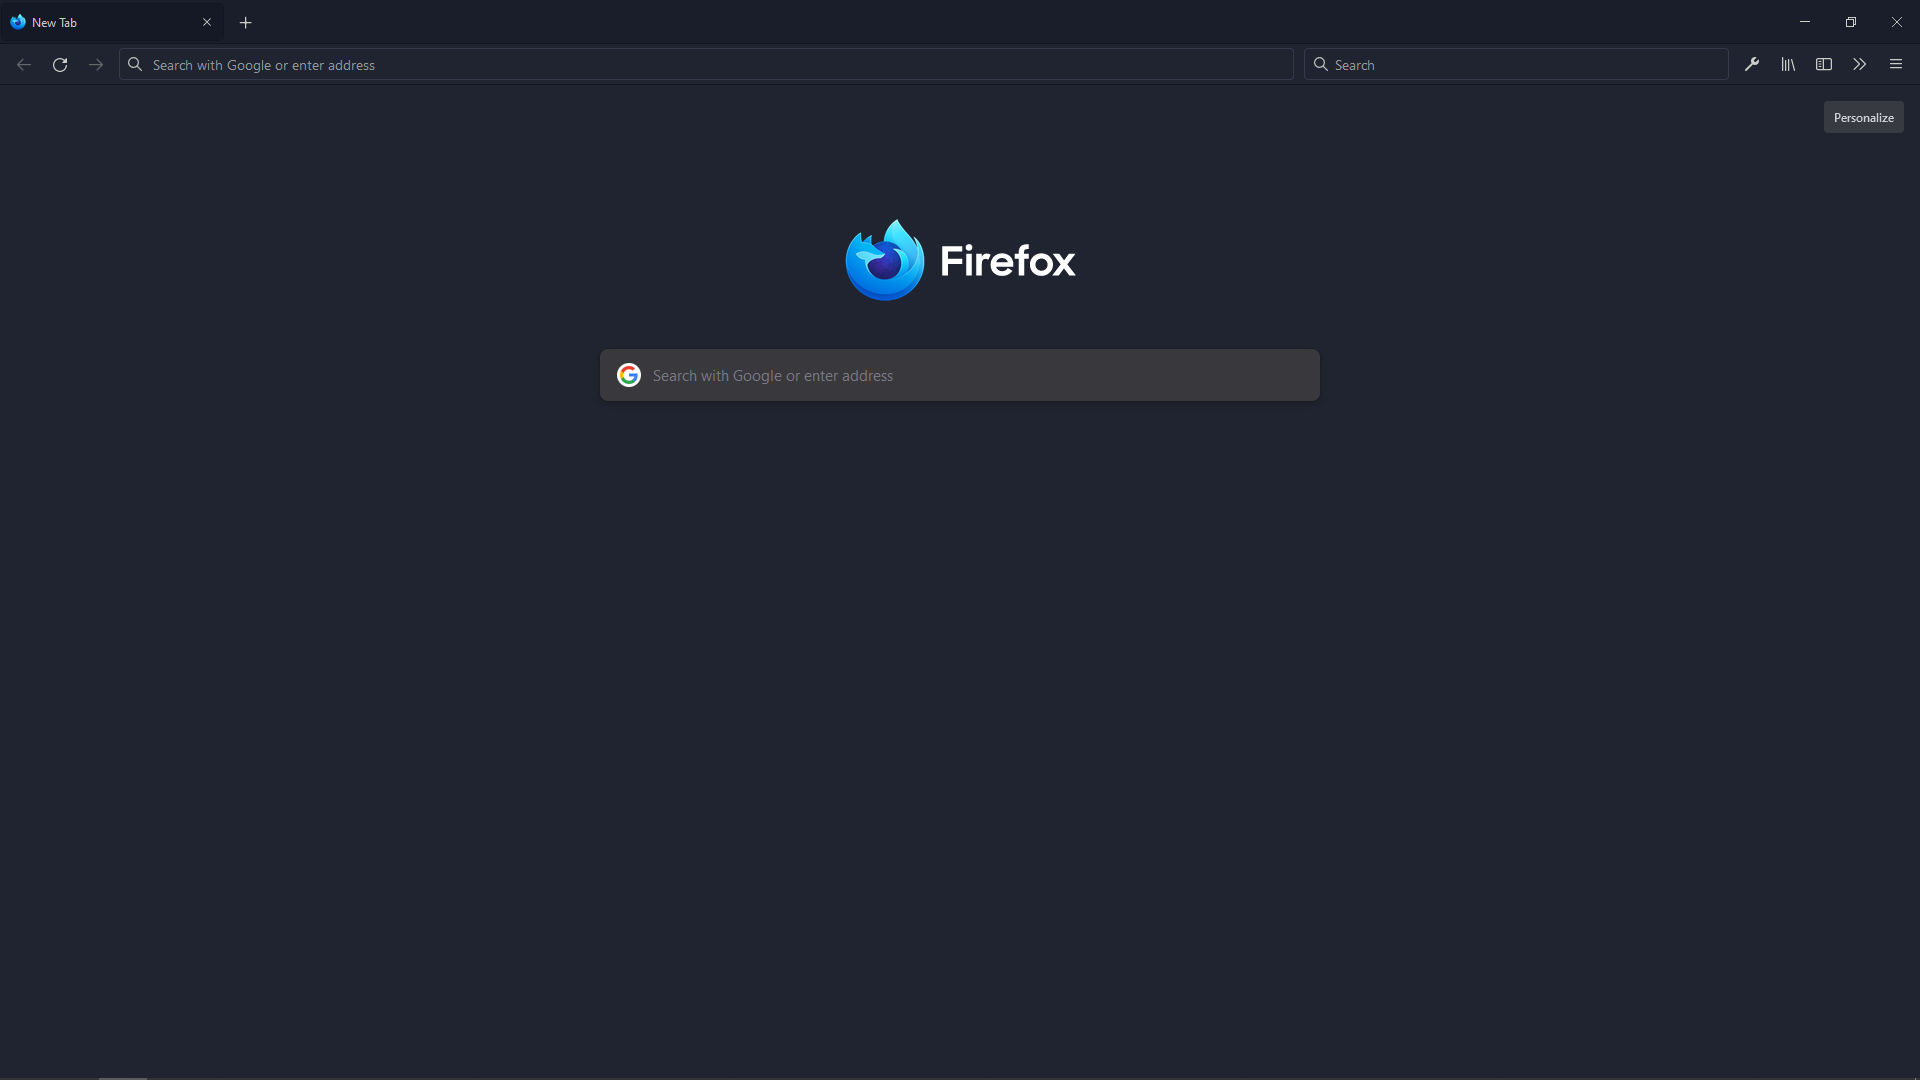 New Tab
Search with Google or enter address
Search
Personalize
Firefox
Search with Google or enter address